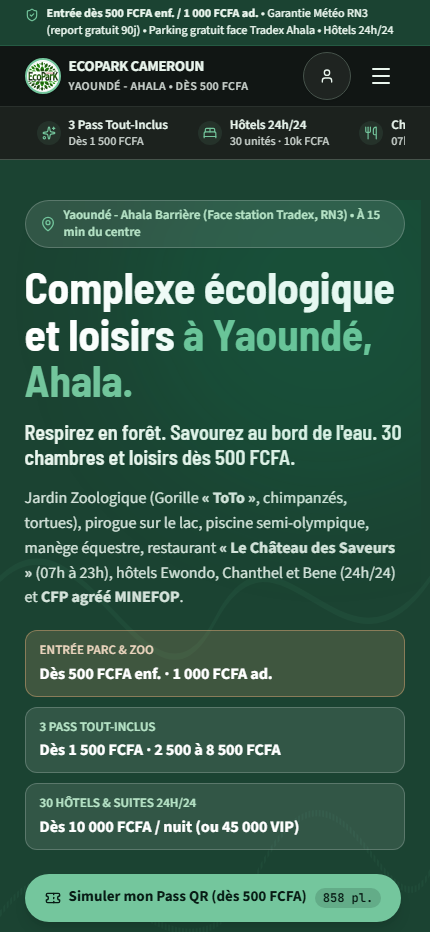 Entrée dès 500 FCFA enf. / 1 000 FCFA ad. • Garantie Météo RN3
(report gratuit 90j) • Parking gratuit face Tradex Ahala • Hôtels 24h/24
EcoPark
ECOPARK CAMEROUN
YAOUNDÉ - AHALA • DÈS 500 FCFA
3 Pass Tout-Inclus
Dès 1 500 FCFA
Hôtels 24h/24
30 unités · 10k FCFA
Yaoundé - Ahala Barrière (Face station Tradex, RN3) • À 15
min du centre
Complexe écologique
et loisirs à Yaoundé,
Ahala.
Respirez en forêt. Savourez au bord de l'eau. 30
chambres et loisirs dès 500 FCFA.
Jardin Zoologique (Gorille « ToTo », chimpanzés,
tortues), pirogue sur le lac, piscine semi-olympique,
manège équestre, restaurant « Le Château des Saveurs
» (07h à 23h), hôtels Ewondo, Chanthel et Bene (24h/24)
et CFP agréé MINEFOP.
ENTRÉE PARC & ZOO
Dès 500 FCFA enf. · 1 000 FCFA ad.
3 PASS TOUT-INCLUS
Dès 1 500 FCFA · 2 500 à 8 500 FCFA
30 HÔTELS & SUITES 24H/24
Dès 10 000 FCFA / nuit (ou 45 000 VIP)
Simuler mon Pass QR (dès 500 FCFA) 858 pl.